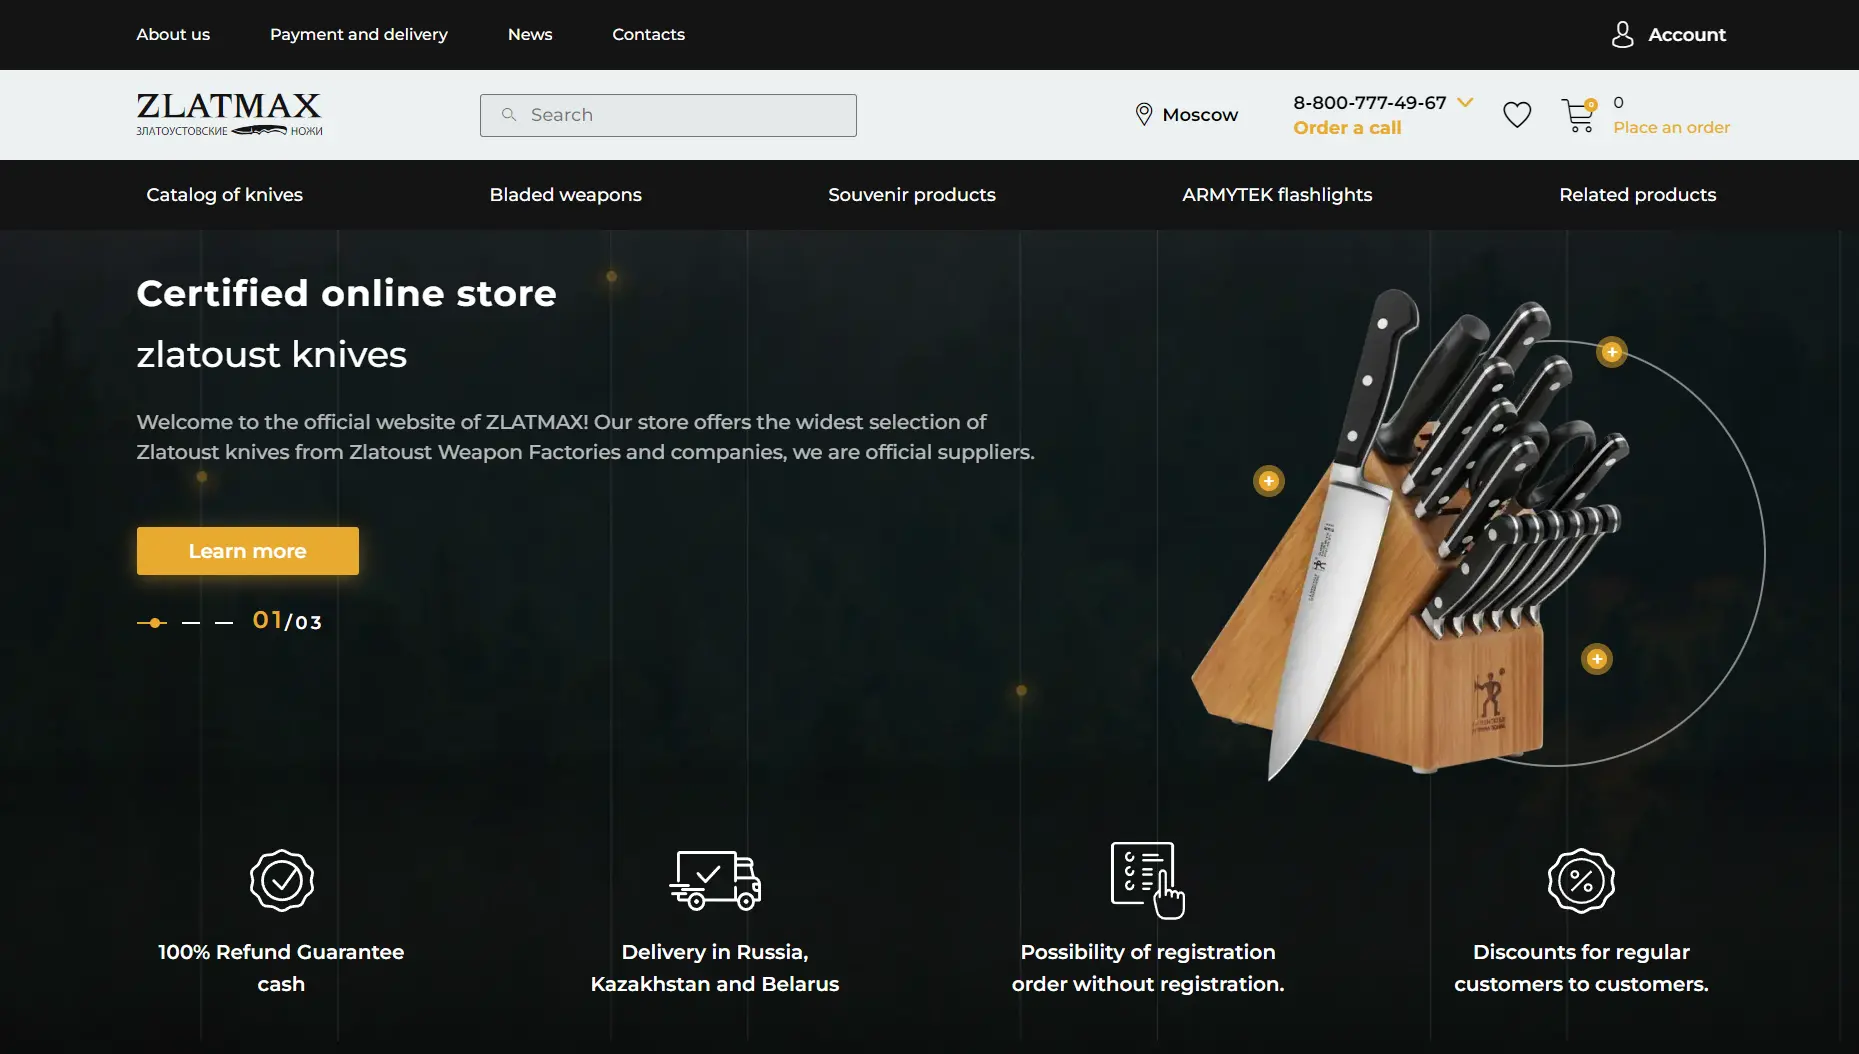 About us
Payment and delivery
News
Contacts
Account
ZLATMAX
ЗЛАТОУСТОВСКИЕ НОЖИ
Search
Moscow
8-800-777-49-67
Order a call
0
0
Place an order
Catalog of knives
Bladed weapons
Souvenir products
ARMYTEK flashlights
Related products
Certified online store
zlatoust knives
Welcome to the official website of ZLATMAX! Our store offers the widest selection of
Zlatoust knives from Zlatoust Weapon Factories and companies, we are official suppliers.
Learn more
01/03
100% Refund Guarantee
cash
Delivery in Russia,
Kazakhstan and Belarus
Possibility of registration
order without registration.
Discounts for regular
customers to customers.